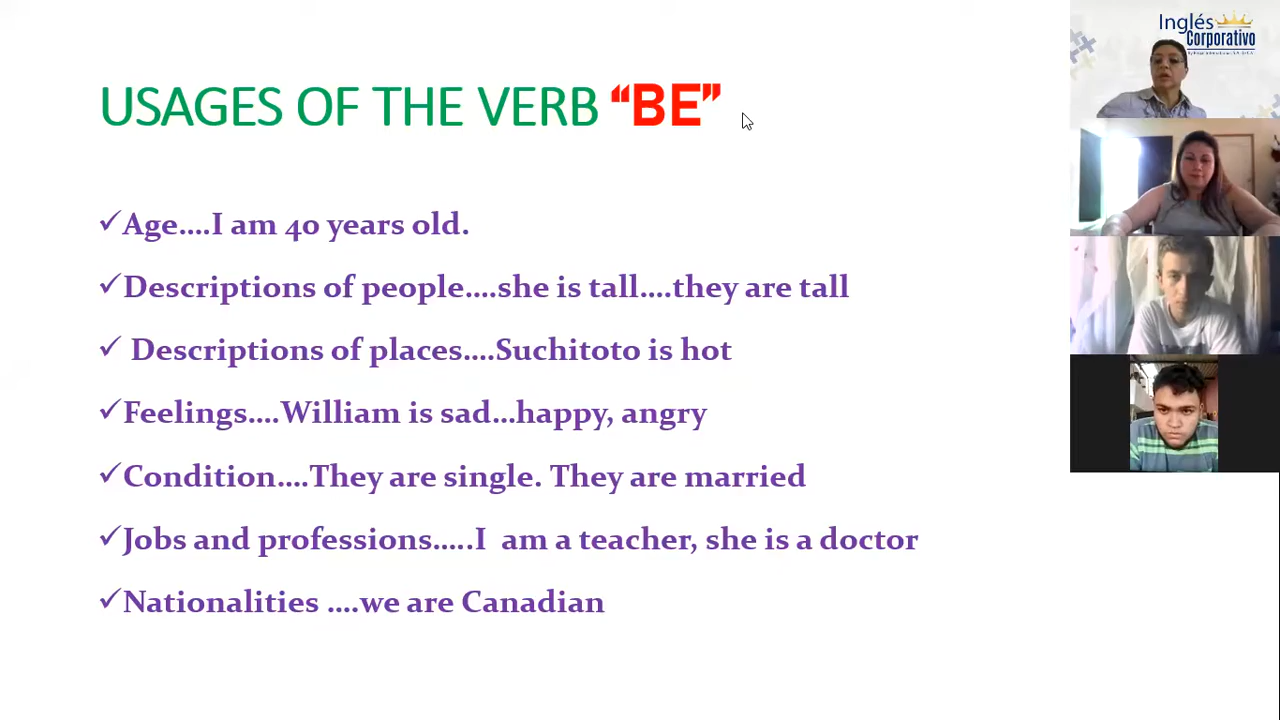 USAGES OF THE VERB “BE”
✓Age....I am 40 years old.
✓Descriptions of people....she is tall....they are tall
✓ Descriptions of places....Suchitoto is hot
✓Feelings....William is sad...happy, angry
✓Condition....They are single. They are married
✓Jobs and professions.....I  am a teacher, she is a doctor
✓Nationalities ....we are Canadian
Inglés
Corporativo